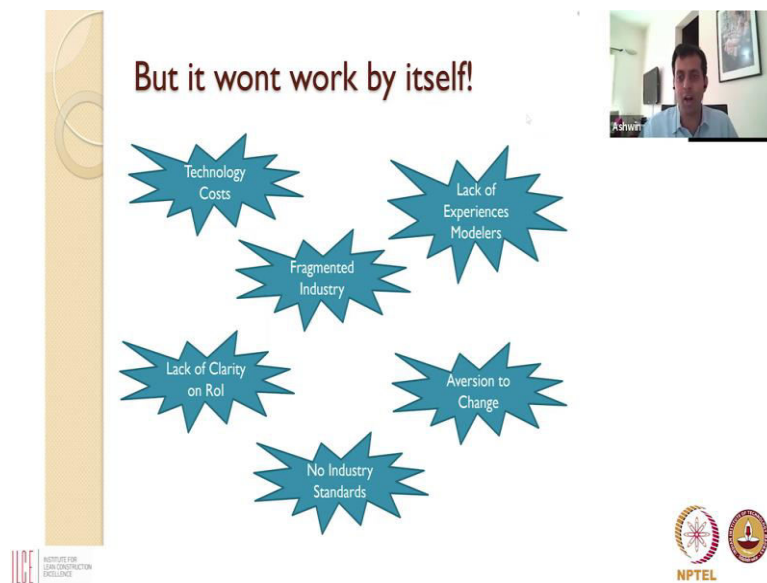 But it wont work by itself!
Ashwin
Technology
Costs
Lack of
Experiences
Modelers
Fragmented
Industry
Lack of Clarity
on RoI
Aversion to
Change
No Industry
Standards
ILCE
INSTITUTE FOR
LEAN CONSTRUCTION
EXCELLENCE
NPTEL